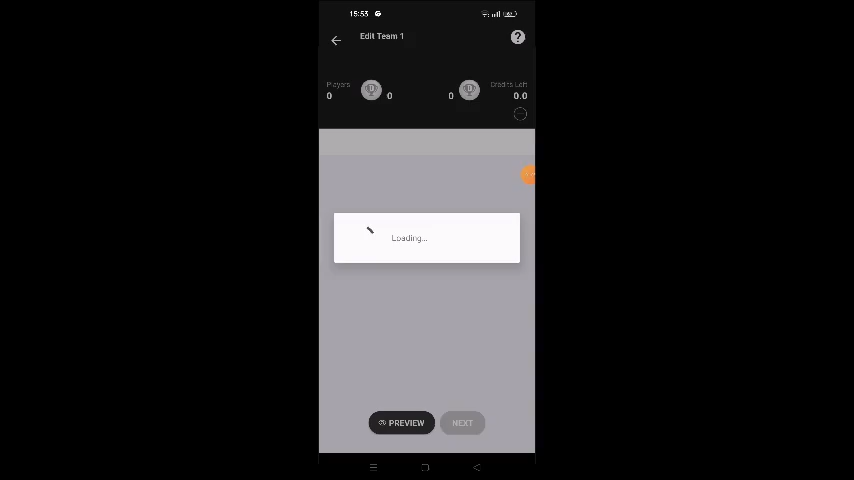 15:53 G
Edit Team 1
?
Players
Credits Left
0
0
0
0.0
Loading...
PREVIEW
NEXT